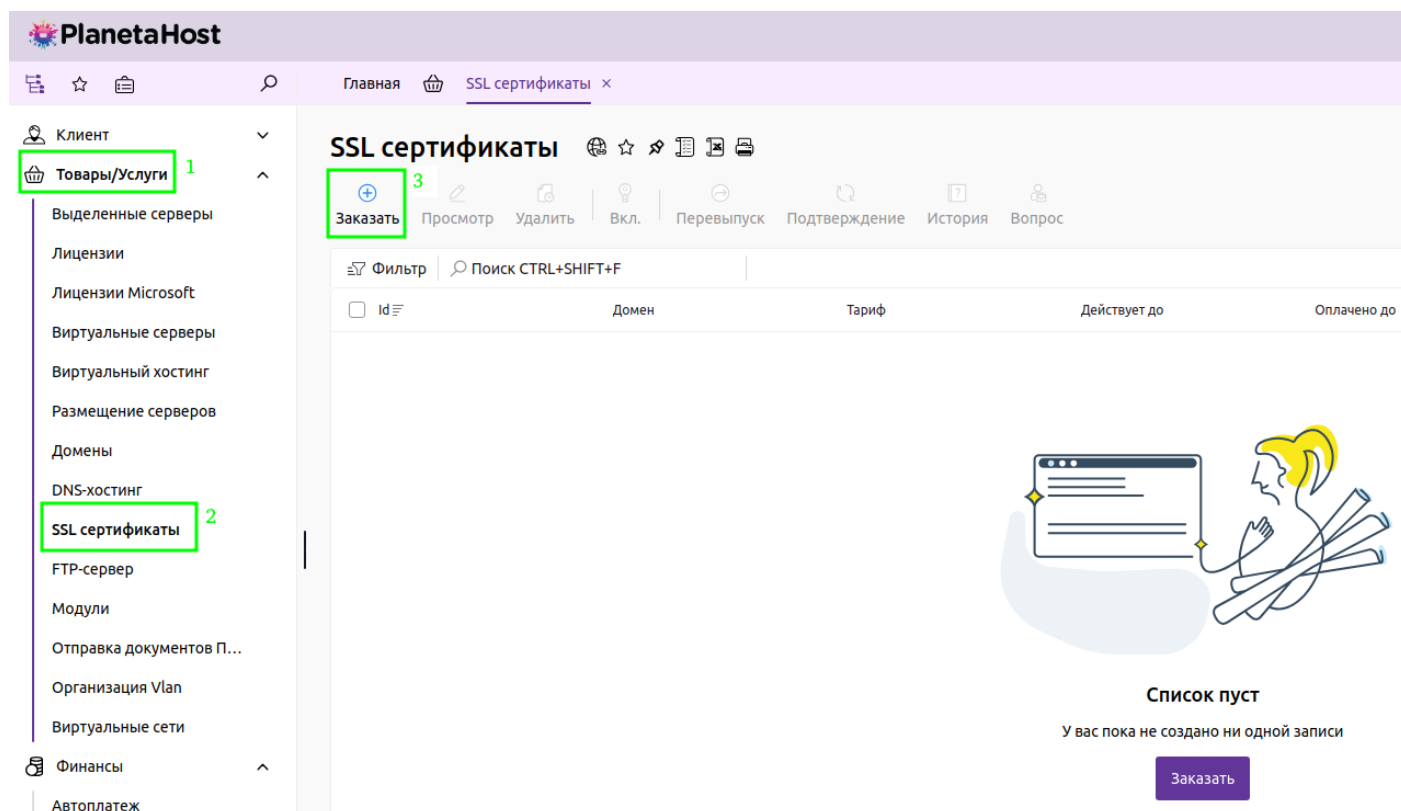 PlanetaHost
Главная SSL сертификаты ×
Клиент
Товары/Услуги 1
Выделенные серверы
Лицензии
Лицензии Microsoft
Виртуальные серверы
Виртуальный хостинг
Размещение серверов
Домены
DNS-хостинг
SSL сертификаты 2
FTP-сервер
Модули
Отправка документов П...
Организация Vlan
Виртуальные сети
Финансы
Автоплатеж
SSL сертификаты
3
Заказать Просмотр Удалить Вкл. Перевыпуск Подтверждение История Вопрос
Фильтр Поиск CTRL+SHIFT+F
Id Домен Тариф Действует до Оплачено до
Список пуст
У вас пока не создано ни одной записи
Заказать